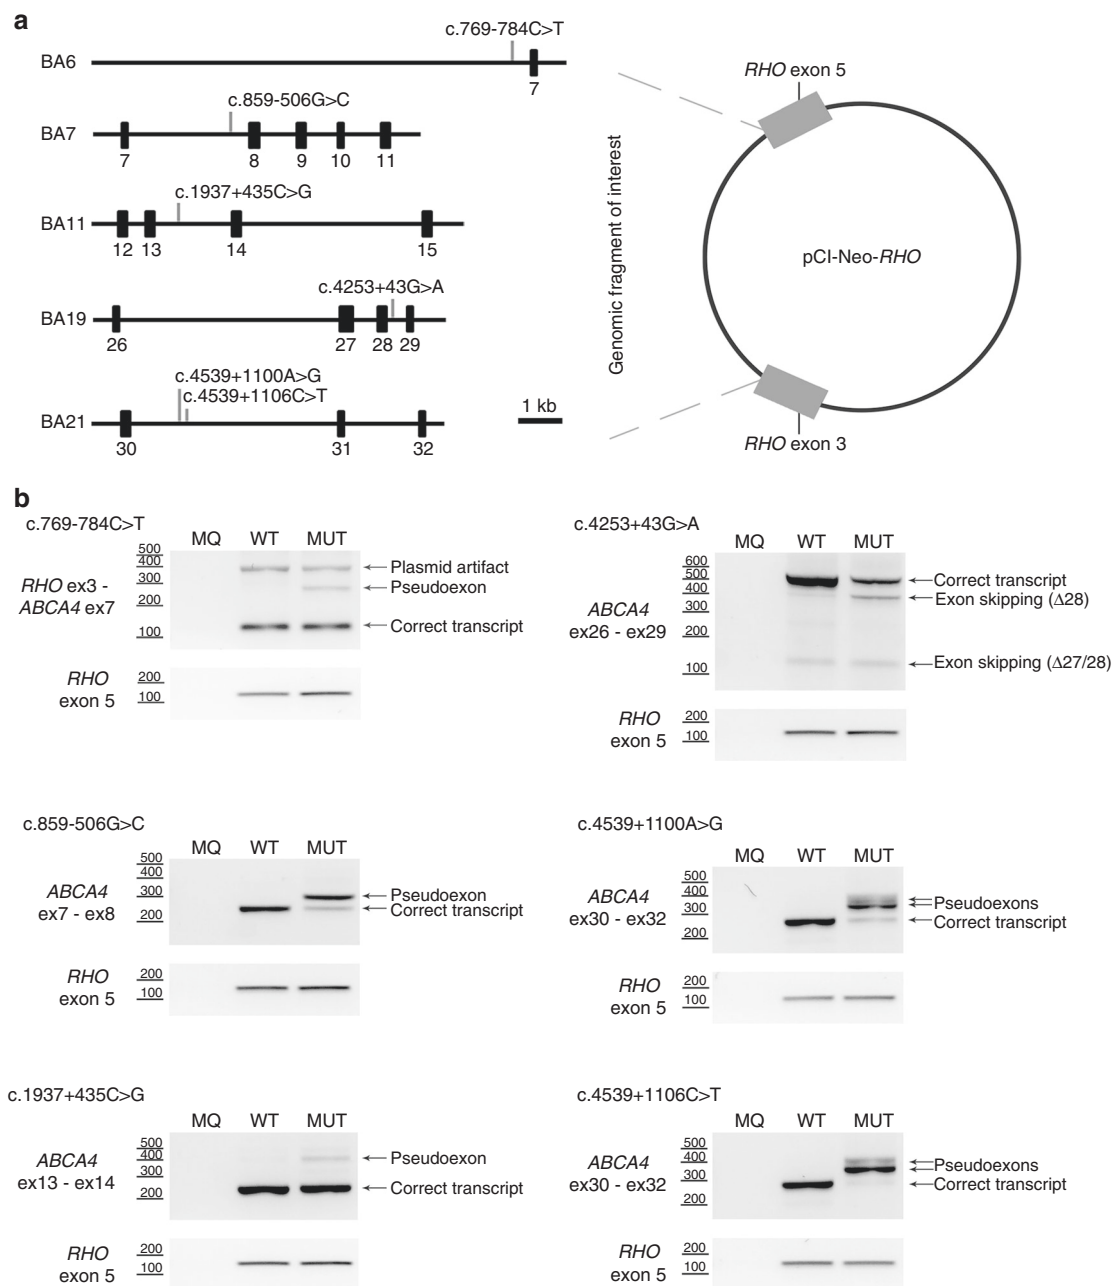 a
c.769-784C>T
BA6
7
c.859-506G>C
BA7
7 8 9 10 11
c.1937+435C>G
BA11
12 13 14 15
c.4253+43G>A
BA19
26 27 28 29
c.4539+1100A>G
c.4539+1106C>T
BA21
30 31 32
1 kb
Genomic fragment of interest
RHO exon 5
pCI-Neo-RHO
RHO exon 3
b
c.769-784C>T
MQ WT MUT
500
400
300
200
100
RHO ex3 -
ABCA4 ex7
Plasmid artifact
Pseudoexon
Correct transcript
RHO
exon 5
200
100
c.4253+43G>A
MQ WT MUT
600
500
400
300
200
100
ABCA4
ex26 - ex29
Correct transcript
Exon skipping (Δ28)
Exon skipping (Δ27/28)
RHO
exon 5
200
100
c.859-506G>C
MQ WT MUT
500
400
300
200
ABCA4
ex7 - ex8
Pseudoexon
Correct transcript
RHO
exon 5
200
100
c.4539+1100A>G
MQ WT MUT
500
400
300
200
ABCA4
ex30 - ex32
Pseudoexons
Correct transcript
RHO
exon 5
200
100
c.1937+435C>G
MQ WT MUT
500
400
300
200
ABCA4
ex13 - ex14
Pseudoexon
Correct transcript
RHO
exon 5
200
100
c.4539+1106C>T
MQ WT MUT
500
400
300
200
ABCA4
ex30 - ex32
Pseudoexons
Correct transcript
RHO
exon 5
200
100